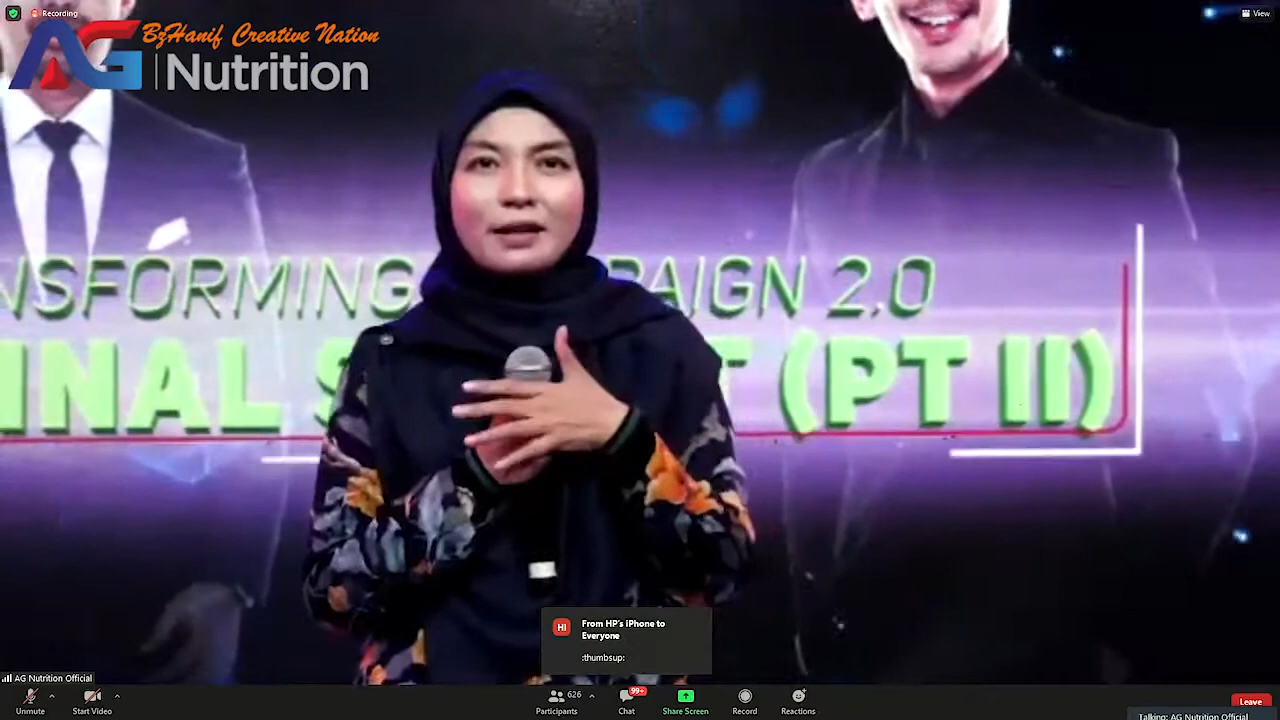 Recording
View
BzHanif Creative Nation
AG
Nutrition
NSFORMING PAIGN 2.0
INAL S T (PT II)
HI
From HP's iPhone to
Everyone
:thumbsup:
AG Nutrition Official
Unmute
Start Video
626
Participants
99+
Chat
Share Screen
Record
Reactions
Leave
Talking: AG Nutrition Official